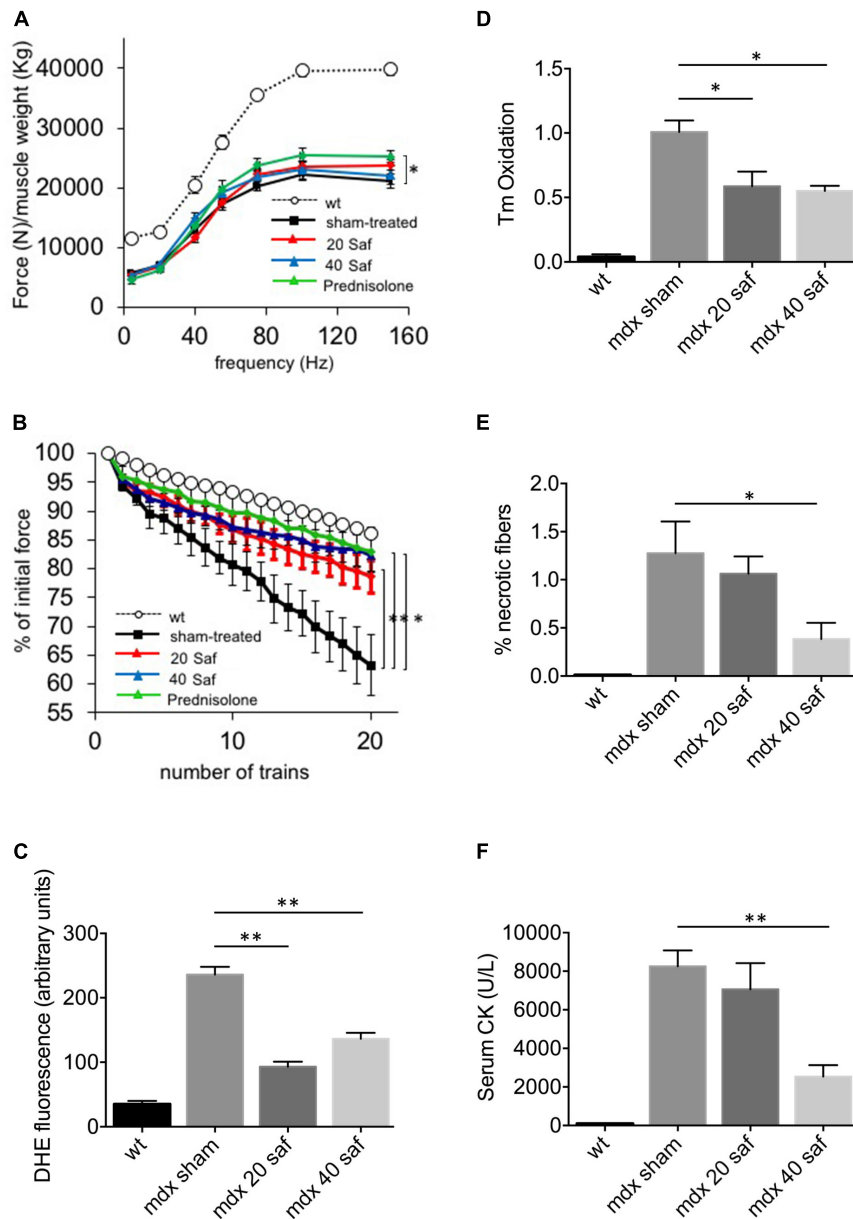 A
Force (N)/muscle weight (Kg)
40000
30000
20000
10000
0
0 40 80 120 160
frequency (Hz)
wt
sham-treated
20 Saf
40 Saf
Prednisolone
*
B
% of initial force
100
95
90
85
80
75
70
65
60
55
0 10 20
number of trains
wt
sham-treated
20 Saf
40 Saf
Prednisolone
* * *
C
DHE fluorescence (arbitrary units)
300
200
100
0
**
**
wt
mdx sham
mdx 20 saf
mdx 40 saf
D
Tm Oxidation
1.5
1.0
0.5
0.0
*
*
wt
mdx sham
mdx 20 saf
mdx 40 saf
E
% necrotic fibers
2.0
1.5
1.0
0.5
0.0
*
wt
mdx sham
mdx 20 saf
mdx 40 saf
F
Serum CK (U/L)
10000
8000
6000
4000
2000
0
**
wt
mdx sham
mdx 20 saf
mdx 40 saf